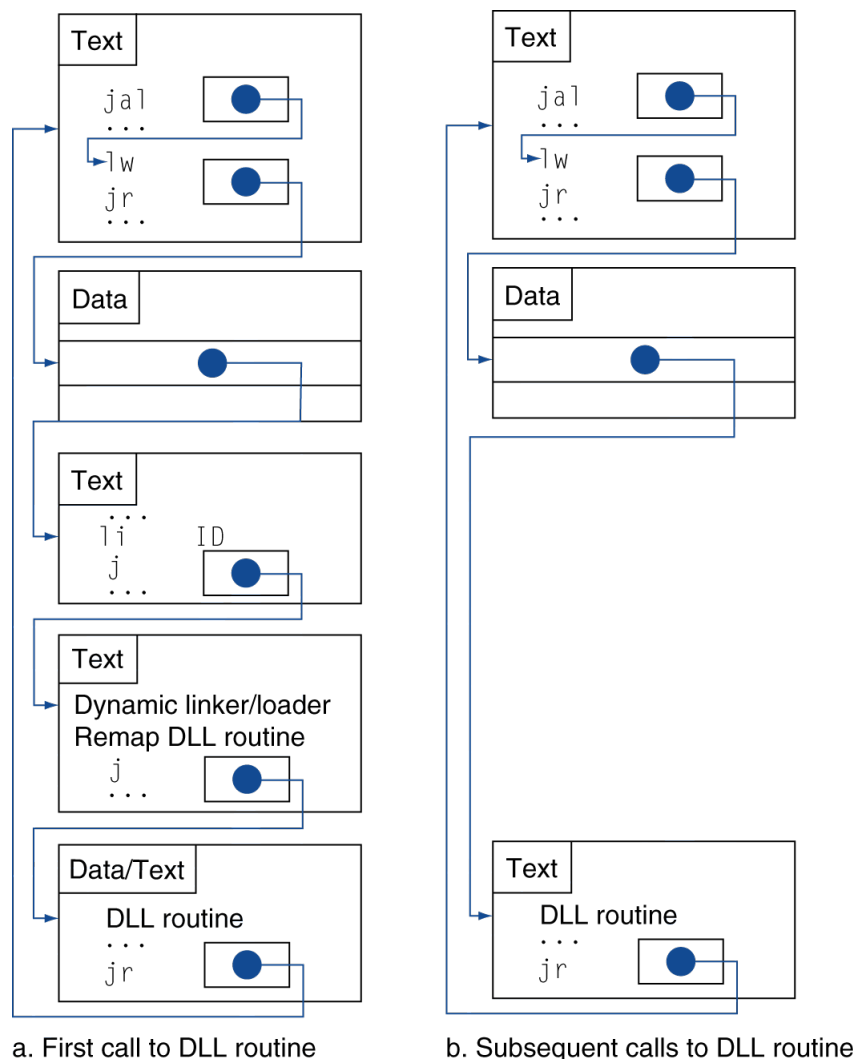 Text
jal
...
lw
jr
...
Data
Text
...
li ID
j
...
Text
Dynamic linker/loader
Remap DLL routine
j
...
Data/Text
DLL routine
...
jr
a. First call to DLL routine
Text
jal
...
lw
jr
...
Data
Text
DLL routine
...
jr
b. Subsequent calls to DLL routine